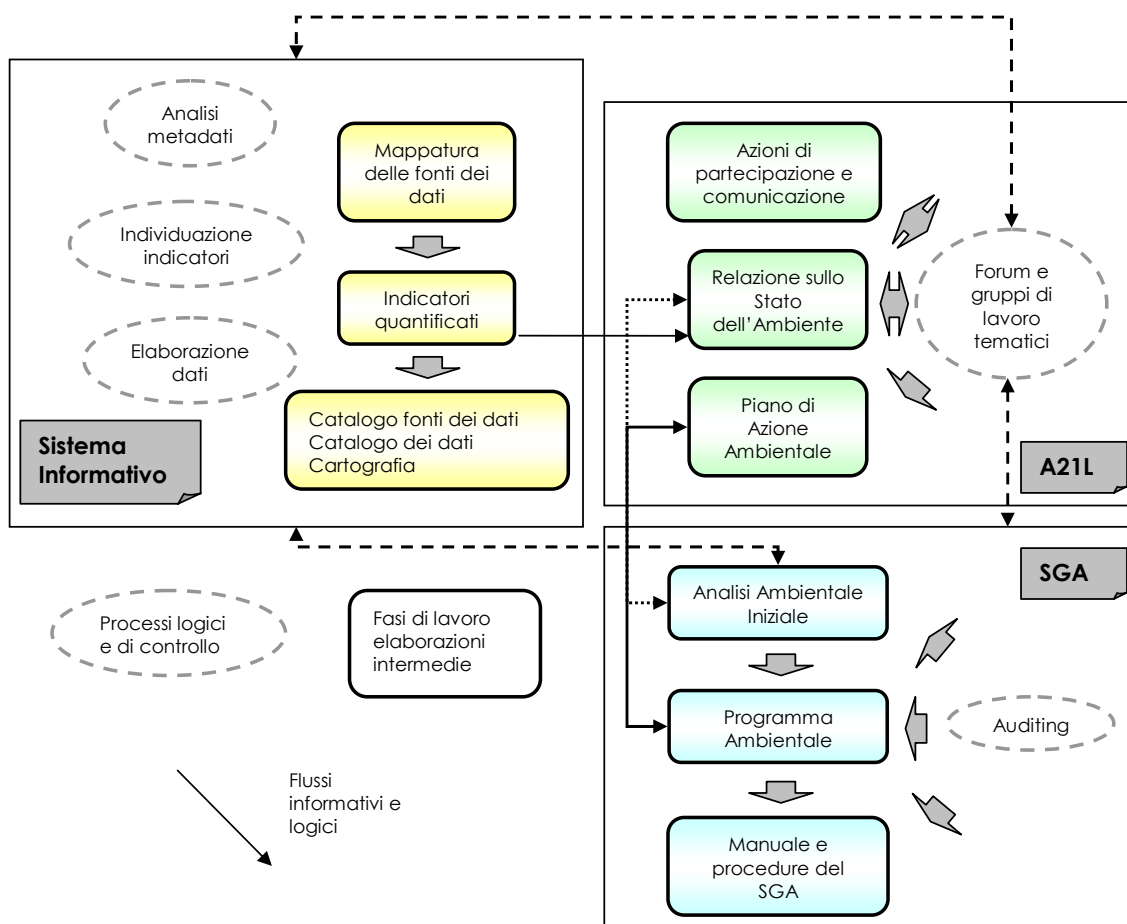 Analisi
metadati
Individuazione
indicatori
Elaborazione
dati
Mappatura
delle fonti dei
dati
Indicatori
quantificati
Catalogo fonti dei dati
Catalogo dei dati
Cartografia
Sistema
Informativo
Azioni di
partecipazione e
comunicazione
Relazione sullo
Stato
dell’Ambiente
Piano di
Azione
Ambientale
Forum e
gruppi di
lavoro
tematici
A21L
SGA
Analisi Ambientale
Iniziale
Programma
Ambientale
Manuale e
procedure del
SGA
Auditing
Processi logici
e di controllo
Fasi di lavoro
elaborazioni
intermedie
Flussi
informativi e
logici